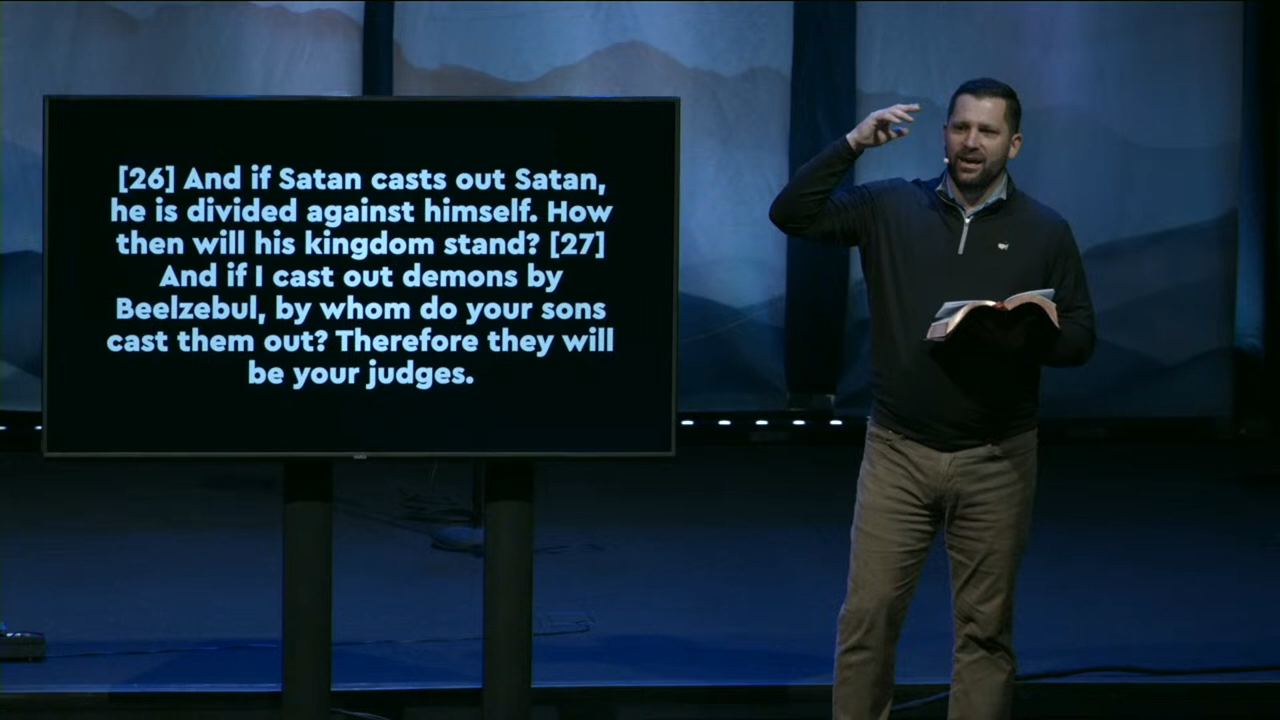 [26] And if Satan casts out Satan,
he is divided against himself. How
then will his kingdom stand? [27]
And if I cast out demons by
Beelzebul, by whom do your sons
cast them out? Therefore they will
be your judges.